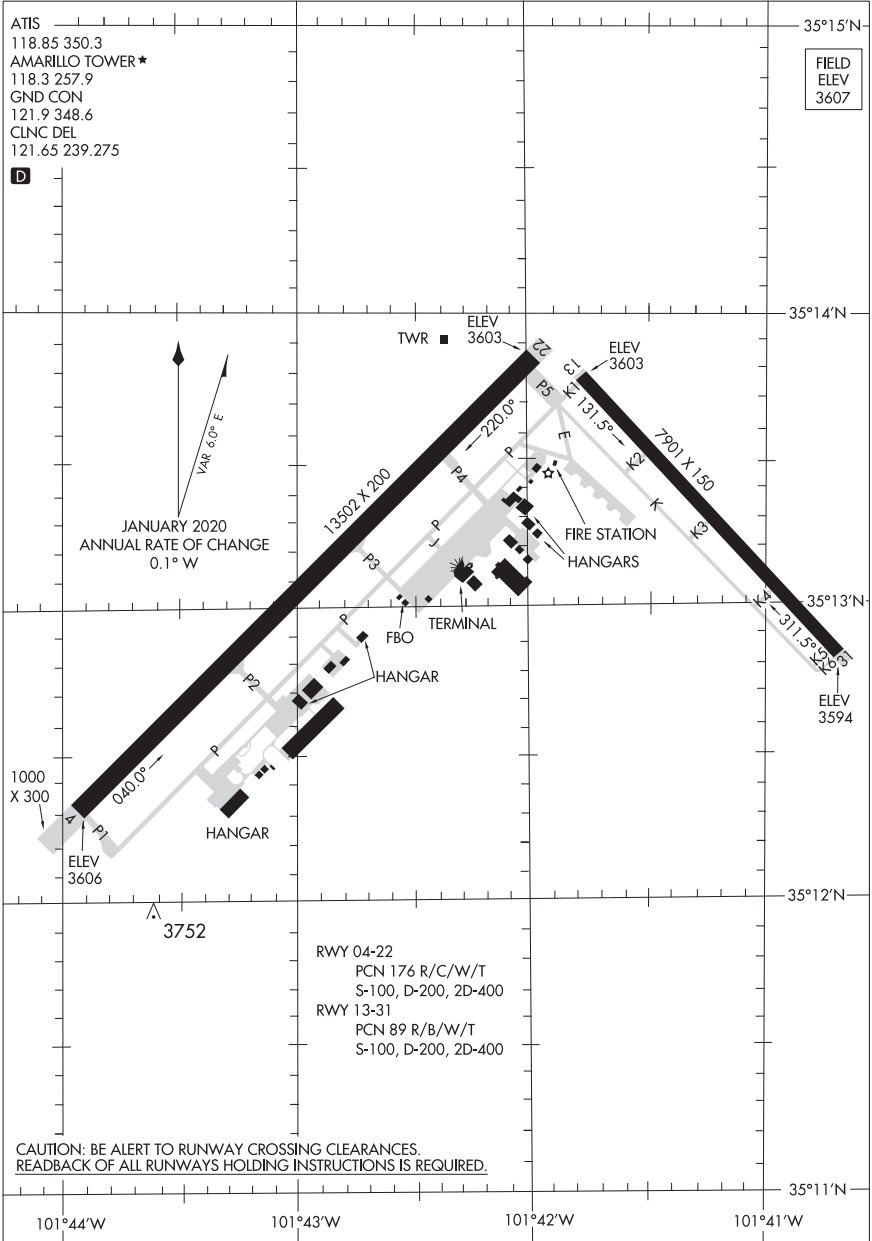 ATIS
118.85 350.3
AMARILLO TOWER★
118.3 257.9
GND CON
121.9 348.6
CLNC DEL
121.65 239.275
D
35°15'N
FIELD
ELEV
3607
35°14'N
TWR
ELEV
3603
22
ELEV
3603
13
P5
K1
131.5°
220.0°
E
K2
7901 X 150
VAR 6.0° E
P
P4
K
13502 X 200
JANUARY 2020
ANNUAL RATE OF CHANGE
0.1° W
FIRE STATION
K3
P
J
HANGARS
P3
35°13'N
K4
311.5°
FBO
TERMINAL
P
K5
K6
31
HANGAR
P2
ELEV
3594
P
040.0°
1000
X 300
4
P1
HANGAR
ELEV
3606
35°12'N
3752
RWY 04-22
PCN 176 R/C/W/T
S-100, D-200, 2D-400
RWY 13-31
PCN 89 R/B/W/T
S-100, D-200, 2D-400
CAUTION: BE ALERT TO RUNWAY CROSSING CLEARANCES.
READBACK OF ALL RUNWAYS HOLDING INSTRUCTIONS IS REQUIRED.
35°11'N
101°44'W
101°43'W
101°42'W
101°41'W